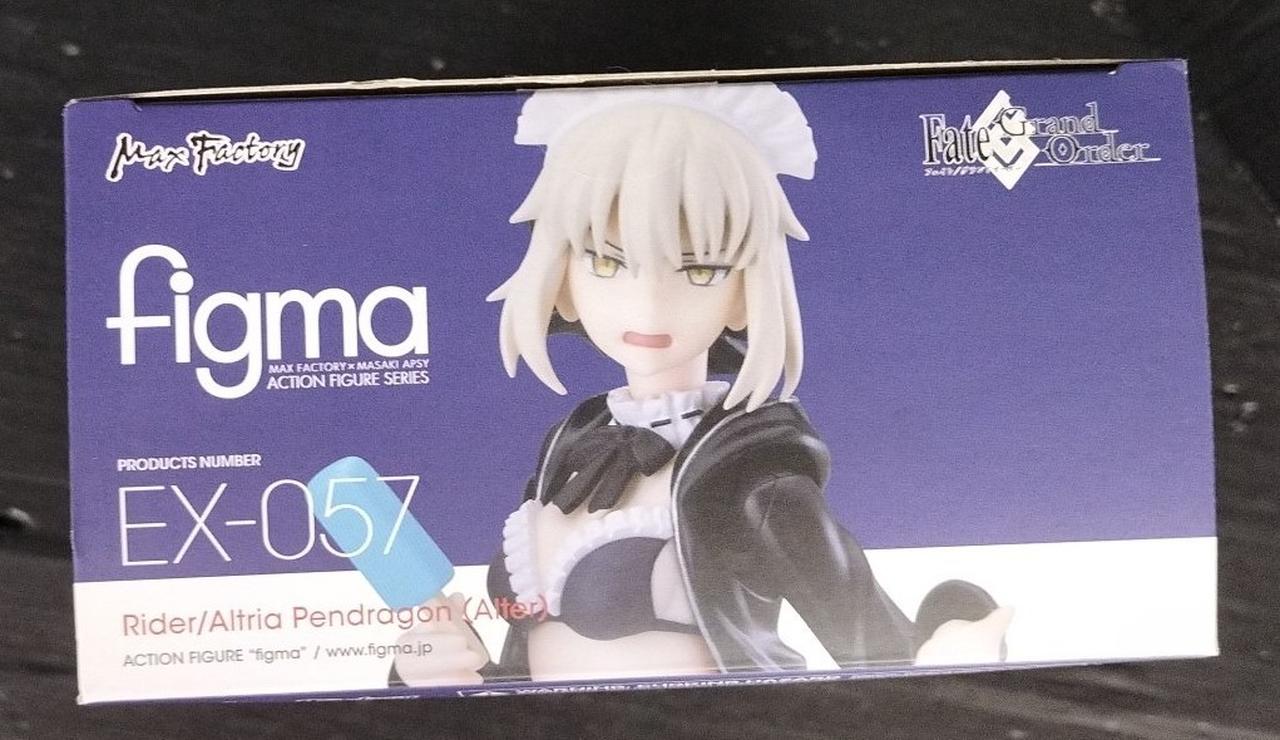 Max Factory
Fate Grand Order
figma
MAX FACTORY × MASAKI APSY
ACTION FIGURE SERIES
PRODUCTS NUMBER
EX-057
Rider/Altria Pendragon (Alter)
ACTION FIGURE "figma" / www.figma.jp